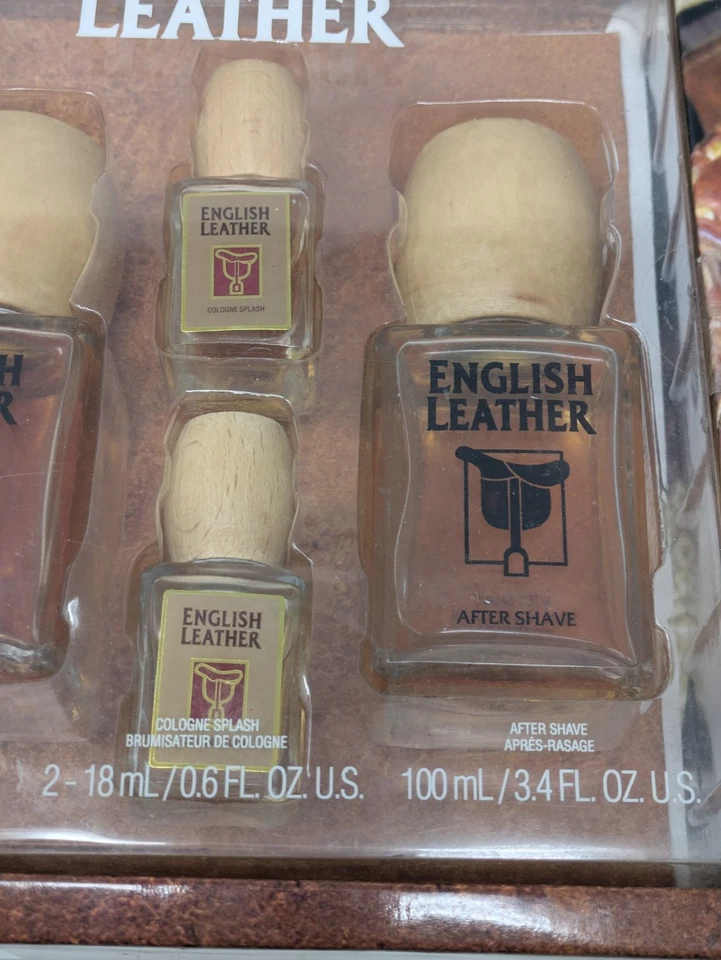 LEATHER
ENGLISH
LEATHER
COLOGNE SPLASH
ENGLISH
LEATHER
AFTER SHAVE
ENGLISH
LEATHER
COLOGNE SPLASH
BRUMISATEUR DE COLOGNE
2-18 mL/0.6 FL. OZ. U.S.
AFTER SHAVE
APRÉS-RASAGE
100 mL/3.4 FL. OZ. U.S.